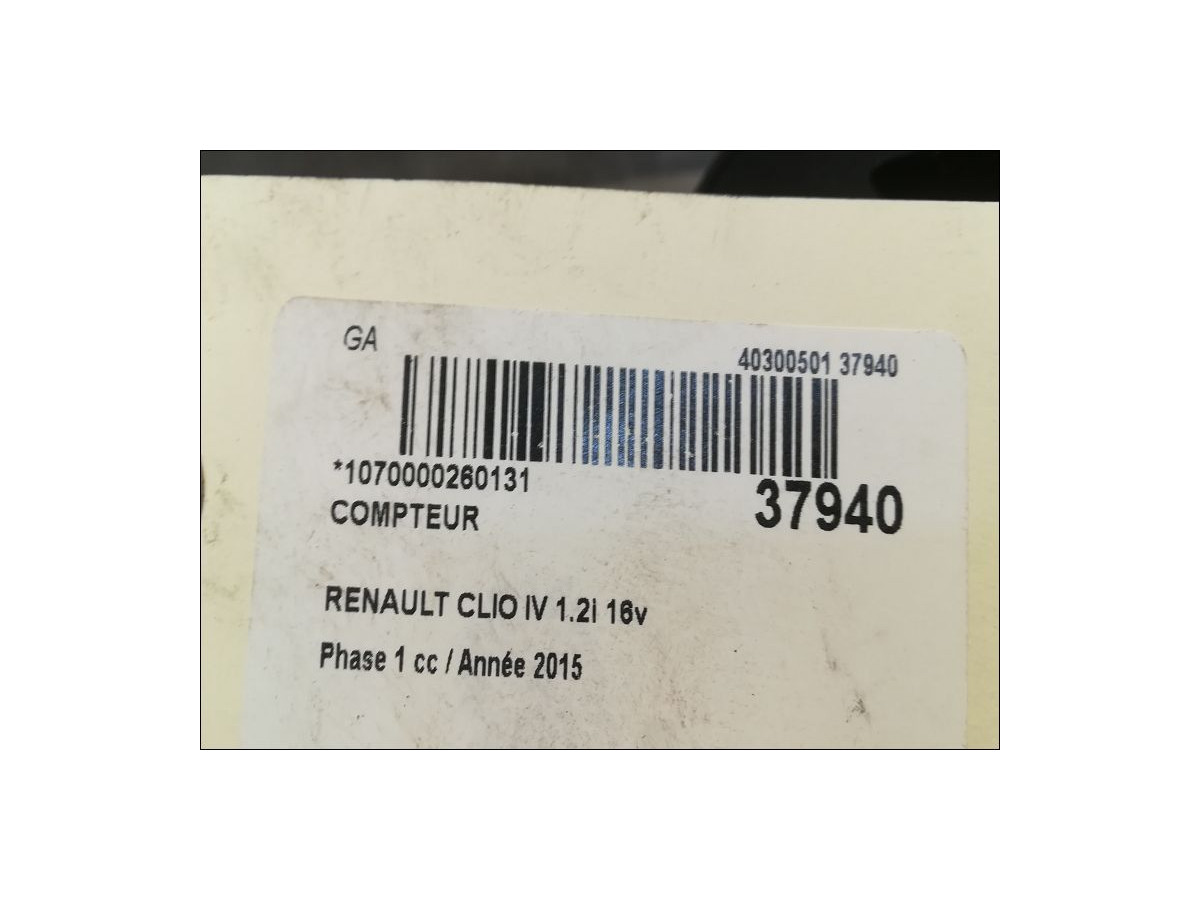 GA
40300501 37940
*1070000260131
37940
COMPTEUR
RENAULT CLIO IV 1.2i 16v
Phase 1 cc / Année 2015